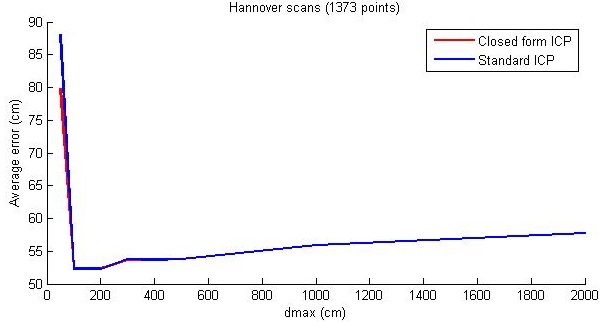 Hannover scans (1373 points)
90
85
80
75
70
65
60
55
50
Average error (cm)
Closed form ICP
Standard ICP
0 200 400 600 800 1000 1200 1400 1600 1800 2000
dmax (cm)